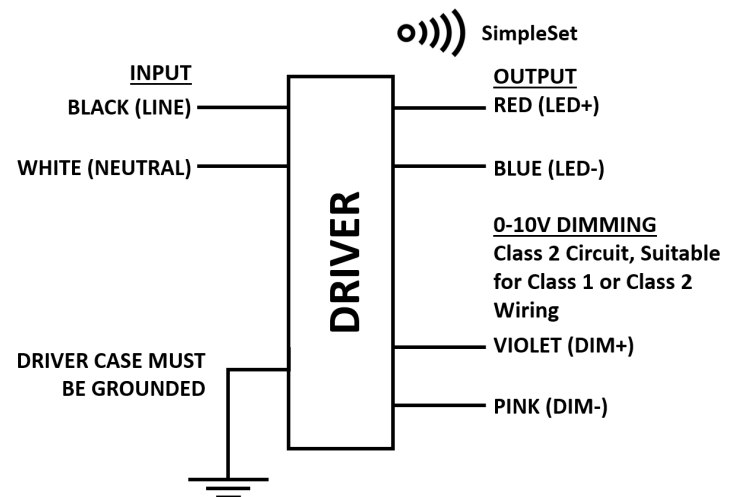 SimpleSet
INPUT
BLACK (LINE)
WHITE (NEUTRAL)
DRIVER CASE MUST
BE GROUNDED
DRIVER
OUTPUT
RED (LED+)
BLUE (LED-)
0-10V DIMMING
Class 2 Circuit, Suitable
for Class 1 or Class 2
Wiring
VIOLET (DIM+)
PINK (DIM-)